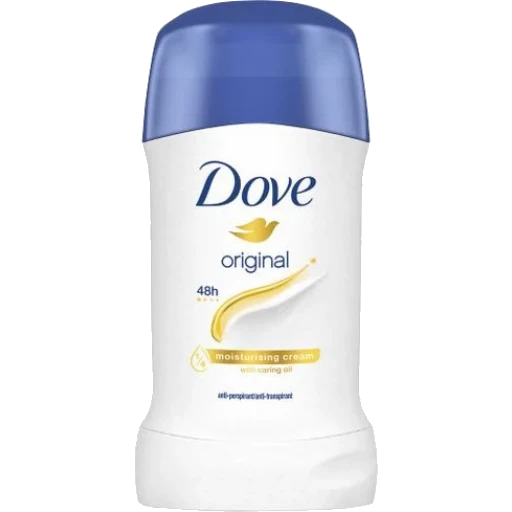 Dove
original
48h
1/4
moisturising cream
with caring oil
anti-perspirant/anti-transpirant